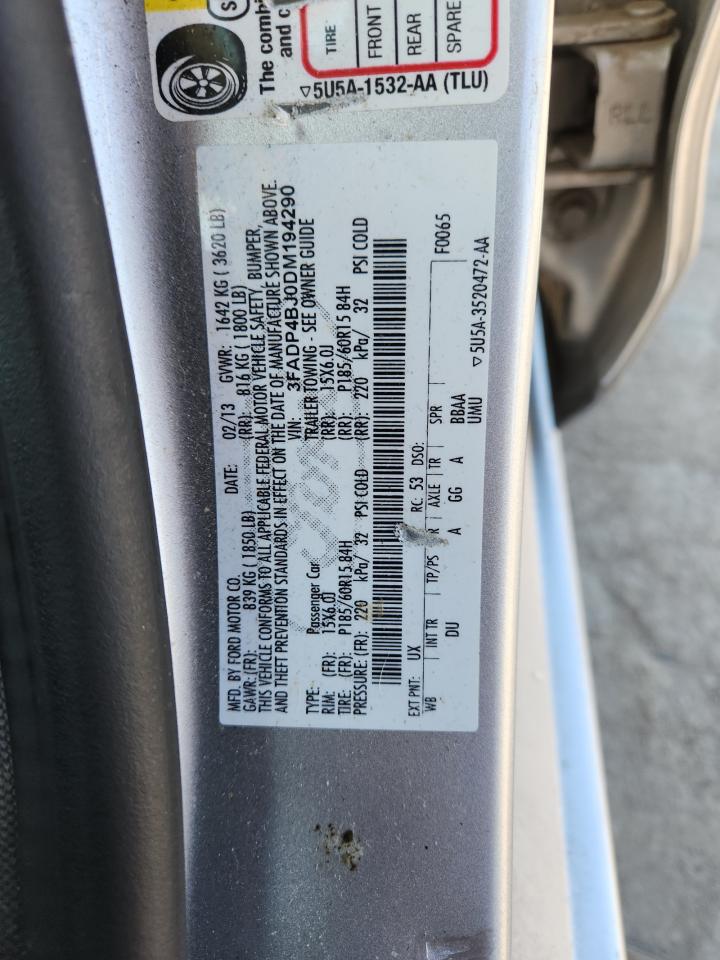 The combi
and c
TIRE
FRONT
REAR
SPARE
▽5U5A-1532-AA (TLU)
MFD. BY FORD MOTOR CO. DATE: 02/13 GVWR: 1642 KG ( 3620 LB)
GAWR: (FR): 839 KG ( 1850 LB) (RR): 816 KG ( 1800 LB)
THIS VEHICLE CONFORMS TO ALL APPLICABLE FEDERAL MOTOR VEHICLE SAFETY, BUMPER,
AND THEFT PREVENTION STANDARDS IN EFFECT ON THE DATE OF MANUFACTURE SHOWN ABOVE.
VIN: 3FADP4BJ0DM194290
TYPE: Passenger Car TRAILER TOWING - SEE OWNER GUIDE
RIM: (FR): 15X6.0J (RR): 15X6.0J
TIRE: (FR): P185/60R15 84H (RR): P185/60R15 84H
PRESSURE (FR): 220 kPa/ 32 PSI COLD (RR): 220 kPa/ 32 PSI COLD
EXT PNT: UX RC: 53 DSO: F0065
WB INT TR TP/PS R AXLE TR SPR
DU A GG A BBAA
UMU
▽5U5A-3520472-AA